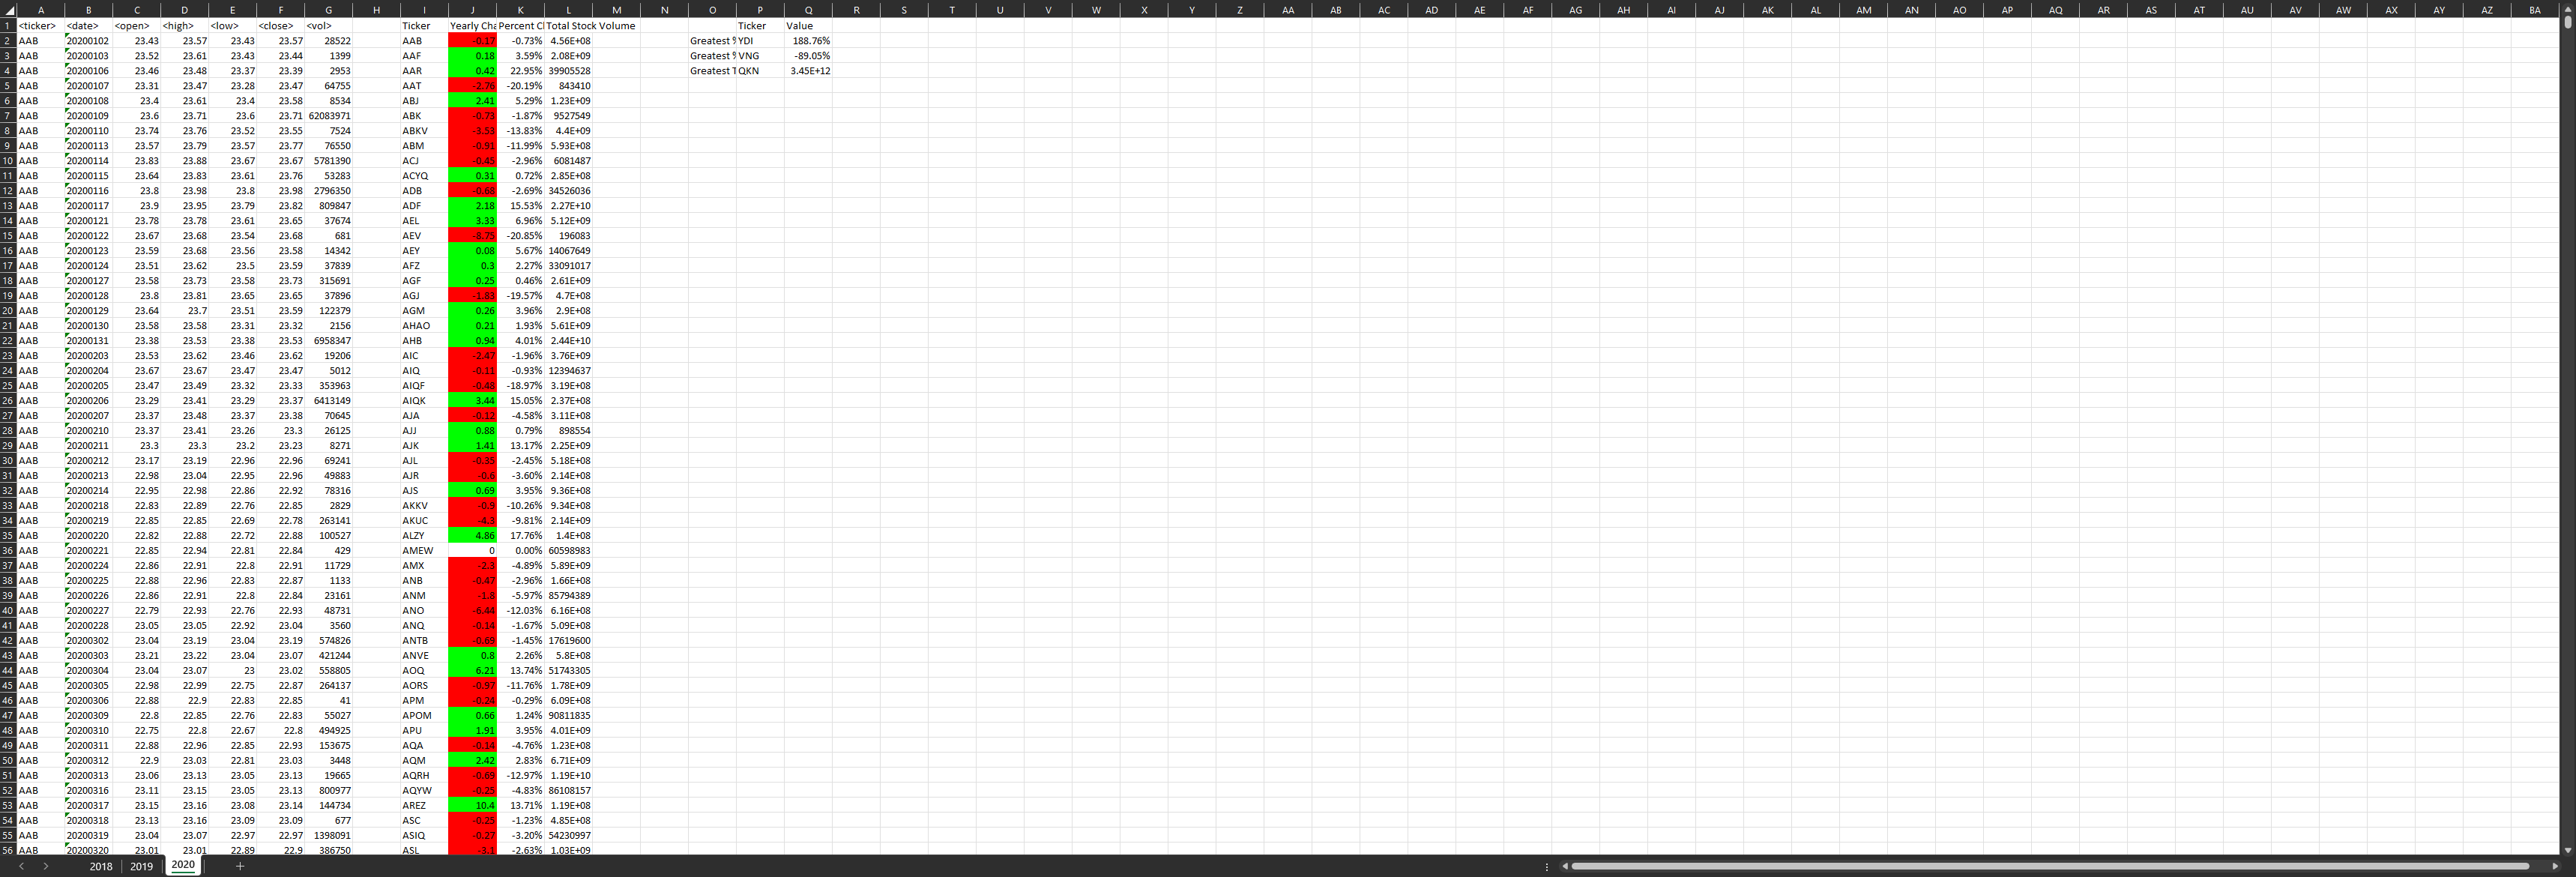 A B C D E F G H I J K L M N O P Q R S T U V W X Y Z AA AB AC AD AE AF AG AH AI AJ AK AL AM AN AO AP AQ AR AS AT AU AV AW AX AY AZ BA
1 <ticker> <date> <open> <high> <low> <close> <vol> Ticker Yearly Cha Percent Cl Total Stock Volume Ticker Value
2 AAB 20200102 23.43 23.57 23.43 23.57 28522 AAB -0.17 -0.73% 4.56E+08 Greatest % YDI 188.76%
3 AAB 20200103 23.52 23.61 23.43 23.44 1399 AAF 0.18 3.59% 2.08E+09 Greatest % VNG -89.05%
4 AAB 20200106 23.46 23.48 23.37 23.39 2953 AAR 0.42 22.95% 39905528 Greatest T QKN 3.45E+12
5 AAB 20200107 23.31 23.47 23.28 23.47 64755 AAT -2.76 -20.19% 843410
6 AAB 20200108 23.4 23.61 23.4 23.58 8534 ABJ 2.41 5.29% 1.23E+09
7 AAB 20200109 23.6 23.71 23.6 23.71 62083971 ABK -0.73 -1.87% 9527549
8 AAB 20200110 23.74 23.76 23.52 23.55 7524 ABKV -3.53 -13.83% 4.4E+09
9 AAB 20200113 23.57 23.79 23.57 23.77 76550 ABM -0.91 -11.99% 5.93E+08
10 AAB 20200114 23.83 23.88 23.67 23.67 5781390 ACJ -0.45 -2.96% 6081487
11 AAB 20200115 23.64 23.83 23.61 23.76 53283 ACYQ 0.31 0.72% 2.85E+08
12 AAB 20200116 23.8 23.98 23.8 23.98 2796350 ADB -0.68 -2.69% 34526036
13 AAB 20200117 23.9 23.95 23.79 23.82 809847 ADF 2.18 15.53% 2.27E+10
14 AAB 20200121 23.78 23.78 23.61 23.65 37674 AEL 3.33 6.96% 5.12E+09
15 AAB 20200122 23.67 23.68 23.54 23.68 681 AEV -8.75 -20.85% 196083
16 AAB 20200123 23.59 23.68 23.56 23.58 14342 AEY 0.08 5.67% 14067649
17 AAB 20200124 23.51 23.62 23.5 23.59 37839 AFZ 0.3 2.27% 33091017
18 AAB 20200127 23.58 23.73 23.58 23.73 315691 AGF 0.25 0.46% 2.61E+09
19 AAB 20200128 23.8 23.81 23.65 23.65 37896 AGJ -1.83 -19.57% 4.7E+08
20 AAB 20200129 23.64 23.7 23.51 23.59 122379 AGM 0.26 3.96% 2.9E+08
21 AAB 20200130 23.58 23.58 23.31 23.32 2156 AHAO 0.21 1.93% 5.61E+09
22 AAB 20200131 23.38 23.53 23.38 23.53 6958347 AHB 0.94 4.01% 2.44E+10
23 AAB 20200203 23.53 23.62 23.46 23.62 19206 AIC -2.47 -1.96% 3.76E+09
24 AAB 20200204 23.67 23.67 23.47 23.47 5012 AIQ -0.11 -0.93% 12394637
25 AAB 20200205 23.47 23.49 23.32 23.33 353963 AIQF -0.48 -18.97% 3.19E+08
26 AAB 20200206 23.29 23.41 23.29 23.37 6413149 AIQK 3.44 15.05% 2.37E+08
27 AAB 20200207 23.37 23.48 23.37 23.38 70645 AJA -0.12 -4.58% 3.11E+08
28 AAB 20200210 23.37 23.41 23.26 23.3 26125 AJJ 0.88 0.79% 898554
29 AAB 20200211 23.3 23.3 23.2 23.23 8271 AJK 1.41 13.17% 2.25E+09
30 AAB 20200212 23.17 23.19 22.96 22.96 69241 AJL -0.35 -2.45% 5.18E+08
31 AAB 20200213 22.98 23.04 22.95 22.96 49883 AJR -0.6 -3.60% 2.14E+08
32 AAB 20200214 22.95 22.98 22.86 22.92 78316 AJS 0.69 3.95% 9.36E+08
33 AAB 20200218 22.83 22.89 22.76 22.85 2829 AKKV -0.9 -10.26% 9.34E+08
34 AAB 20200219 22.85 22.85 22.69 22.78 263141 AKUC -4.3 -9.81% 2.14E+09
35 AAB 20200220 22.82 22.88 22.72 22.88 100527 ALZY 4.86 17.76% 1.4E+08
36 AAB 20200221 22.85 22.94 22.81 22.84 429 AMEW 0 0.00% 60598983
37 AAB 20200224 22.86 22.91 22.8 22.91 11729 AMX -2.3 -4.89% 5.89E+09
38 AAB 20200225 22.88 22.96 22.83 22.87 1133 ANB -0.47 -2.96% 1.66E+08
39 AAB 20200226 22.86 22.91 22.8 22.84 23161 ANM -1.8 -5.97% 85794389
40 AAB 20200227 22.79 22.93 22.76 22.93 48731 ANO -6.44 -12.03% 6.16E+08
41 AAB 20200228 23.05 23.05 22.92 23.04 3560 ANQ -0.14 -1.67% 5.09E+08
42 AAB 20200302 23.04 23.19 23.04 23.19 574826 ANTB -0.69 -1.45% 17619600
43 AAB 20200303 23.21 23.22 23.04 23.07 421244 ANVE 0.8 2.26% 5.8E+08
44 AAB 20200304 23.04 23.07 23 23.02 558805 AOQ 6.21 13.74% 51743305
45 AAB 20200305 22.98 22.99 22.75 22.87 264137 AORS -0.97 -11.76% 1.78E+09
46 AAB 20200306 22.88 22.9 22.83 22.85 41 APM -0.24 -0.29% 6.09E+08
47 AAB 20200309 22.8 22.85 22.76 22.83 55027 APOM 0.66 1.24% 90811835
48 AAB 20200310 22.75 22.8 22.67 22.8 494925 APU 1.91 3.95% 4.01E+09
49 AAB 20200311 22.88 22.96 22.85 22.93 153675 AQA -0.14 -4.76% 1.23E+08
50 AAB 20200312 22.9 23.03 22.81 23.03 3448 AQM 2.42 2.83% 6.71E+09
51 AAB 20200313 23.06 23.13 23.05 23.13 19665 AQRH -0.69 -12.97% 1.19E+10
52 AAB 20200316 23.11 23.15 23.05 23.13 800977 AQYW -0.25 -4.83% 86108157
53 AAB 20200317 23.15 23.16 23.08 23.14 144734 AREZ 10.4 13.71% 1.19E+08
54 AAB 20200318 23.13 23.16 23.09 23.09 677 ASC -0.25 -1.23% 4.85E+08
55 AAB 20200319 23.04 23.07 22.97 22.97 1398091 ASIQ -0.27 -3.20% 54230997
56 AAB 20200320 23.01 23.01 22.89 22.9 386750 ASL -3.1 -2.63% 1.03E+09
2018 2019 2020 +